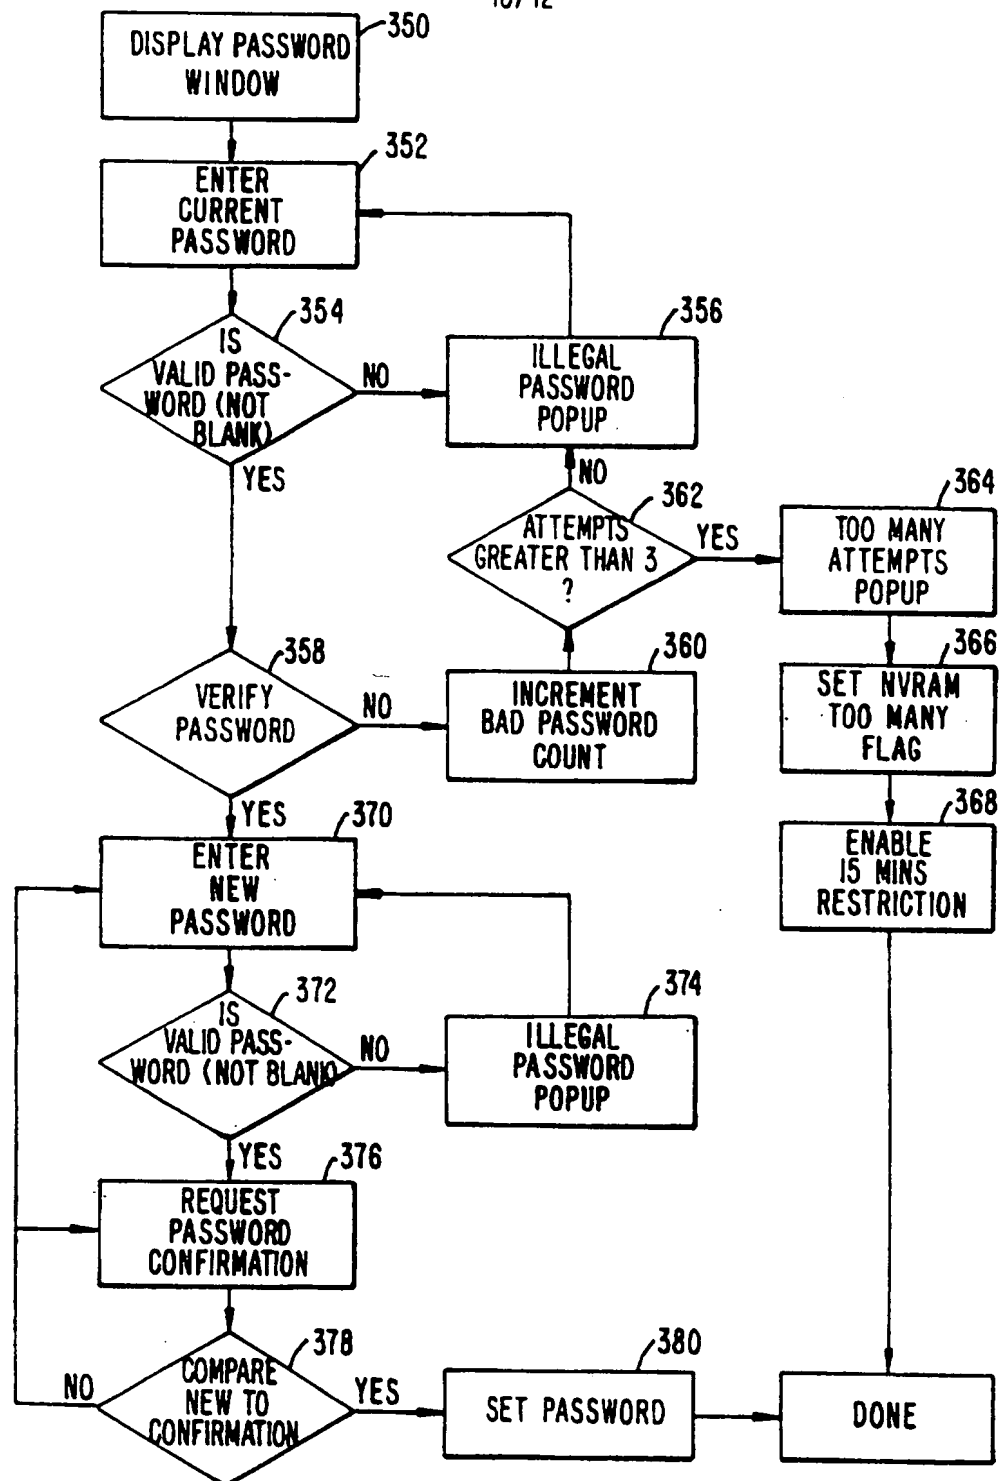 350
DISPLAY PASSWORD
WINDOW
352
ENTER
CURRENT
PASSWORD
354
IS
VALID PASS-
WORD (NOT
BLANK)
NO
YES
356
ILLEGAL
PASSWORD
POPUP
NO
362
ATTEMPTS
GREATER THAN 3
?
YES
364
TOO MANY
ATTEMPTS
POPUP
366
SET NVRAM
TOO MANY
FLAG
368
ENABLE
15 MINS
RESTRICTION
358
VERIFY
PASSWORD
NO
YES
360
INCREMENT
BAD PASSWORD
COUNT
370
ENTER
NEW
PASSWORD
372
IS
VALID PASS-
WORD (NOT BLANK)
NO
YES
374
ILLEGAL
PASSWORD
POPUP
376
REQUEST
PASSWORD
CONFIRMATION
378
COMPARE
NEW TO
CONFIRMATION
NO
YES
380
SET PASSWORD
DONE